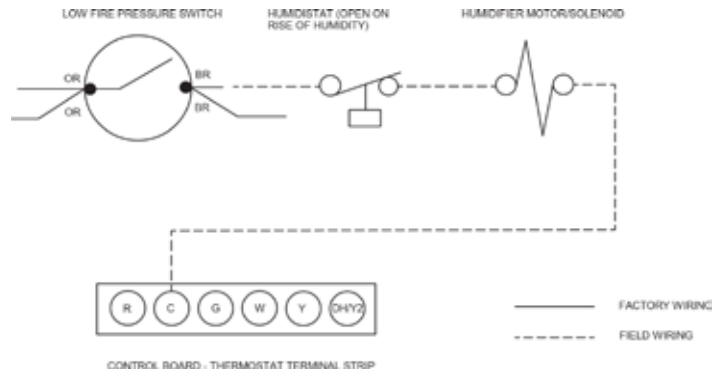 LOW FIRE PRESSURE SWITCH
HUMIDISTAT (OPEN ON
RISE OF HUMIDITY)
HUMIDIFIER MOTOR/SOLENOID
OR
BR
OR
BR
R C G W Y DH/Y2
FACTORY WIRING
FIELD WIRING
CONTROL BOARD - THERMOSTAT TERMINAL STRIP